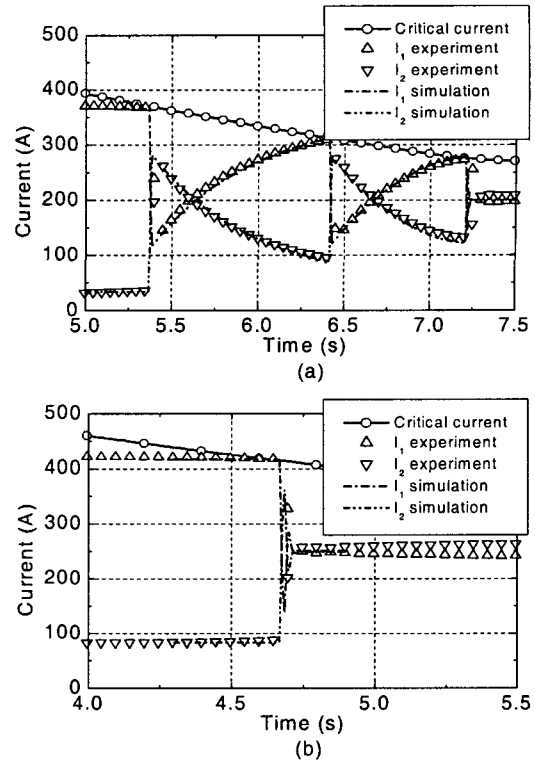 Critical current
I₁ experiment
I₂ experiment
I₁ simulation
I₂ simulation
500
400
300
200
100
0
Current (A)
5.0 5.5 6.0 6.5 7.0 7.5
Time (s)
(a)
Critical current
I₁ experiment
I₂ experiment
I₁ simulation
I₂ simulation
500
400
300
200
100
0
Current (A)
4.0 4.5 5.0 5.5
Time (s)
(b)